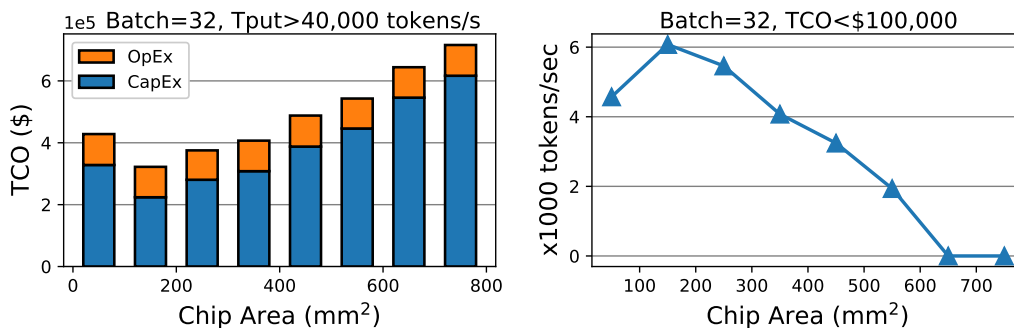 1e5 Batch=32, Tput>40,000 tokens/s
OpEx
CapEx
TCO ($)
0
2
4
6
0 200 400 600 800
Chip Area (mm²)
Batch=32, TCO<$100,000
x1000 tokens/sec
6
4
2
0
100 200 300 400 500 600 700
Chip Area (mm²)